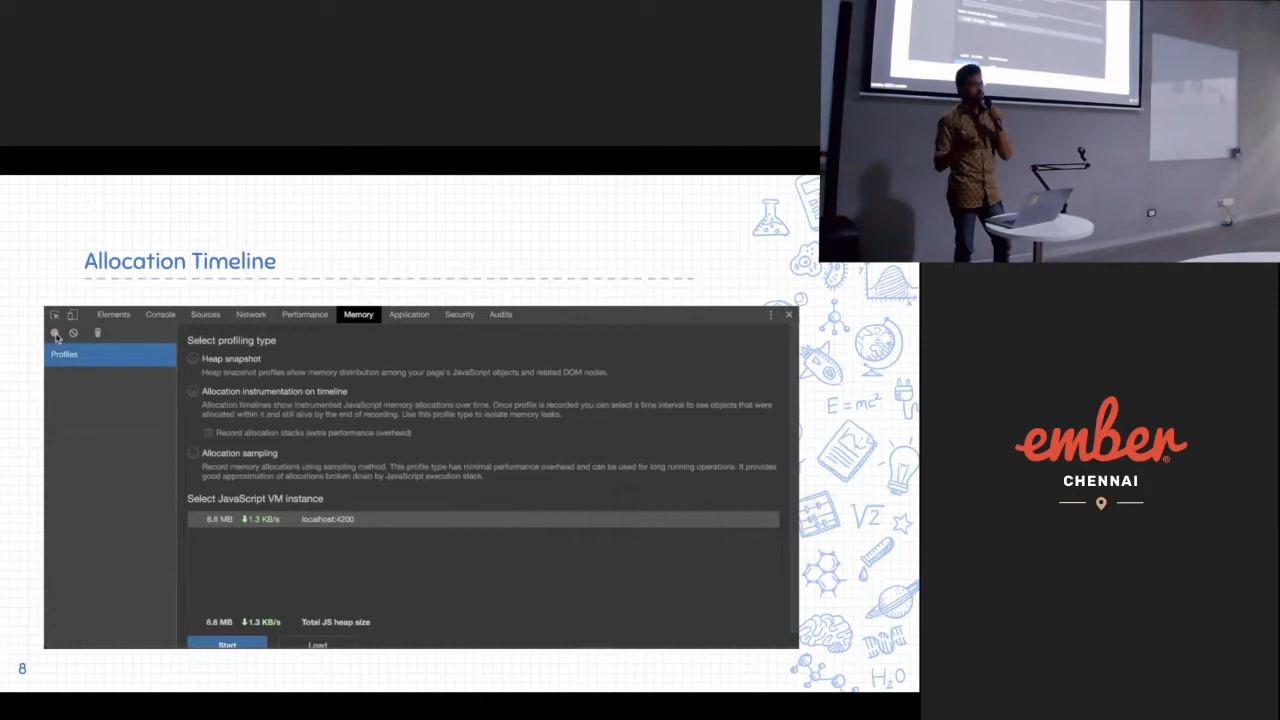 Allocation Timeline
Elements Console Sources Network Performance Memory Application Security Audits
Profiles
Select profiling type
Heap snapshot
Heap snapshot profiles show memory distribution among your page's JavaScript objects and related DOM nodes.
Allocation instrumentation on timeline
Allocation timelines show instrumented JavaScript memory allocations over time. Once profile is recorded you can select a time interval to see objects that were
allocated within it and still alive by the end of recording. Use this profile type to isolate memory leaks.
Record allocation stacks (extra performance overhead)
Allocation sampling
Record memory allocations using sampling method. This profile type has minimal performance overhead and can be used for long running operations. It provides
good approximation of allocations broken down by JavaScript execution stack.
Select JavaScript VM instance
8.6 MB 1.3 KB/s localhost:4200
8.6 MB 1.3 KB/s Total JS heap size
Start Load
8
E=mc²
√2
H₂O
ember®
CHENNAI